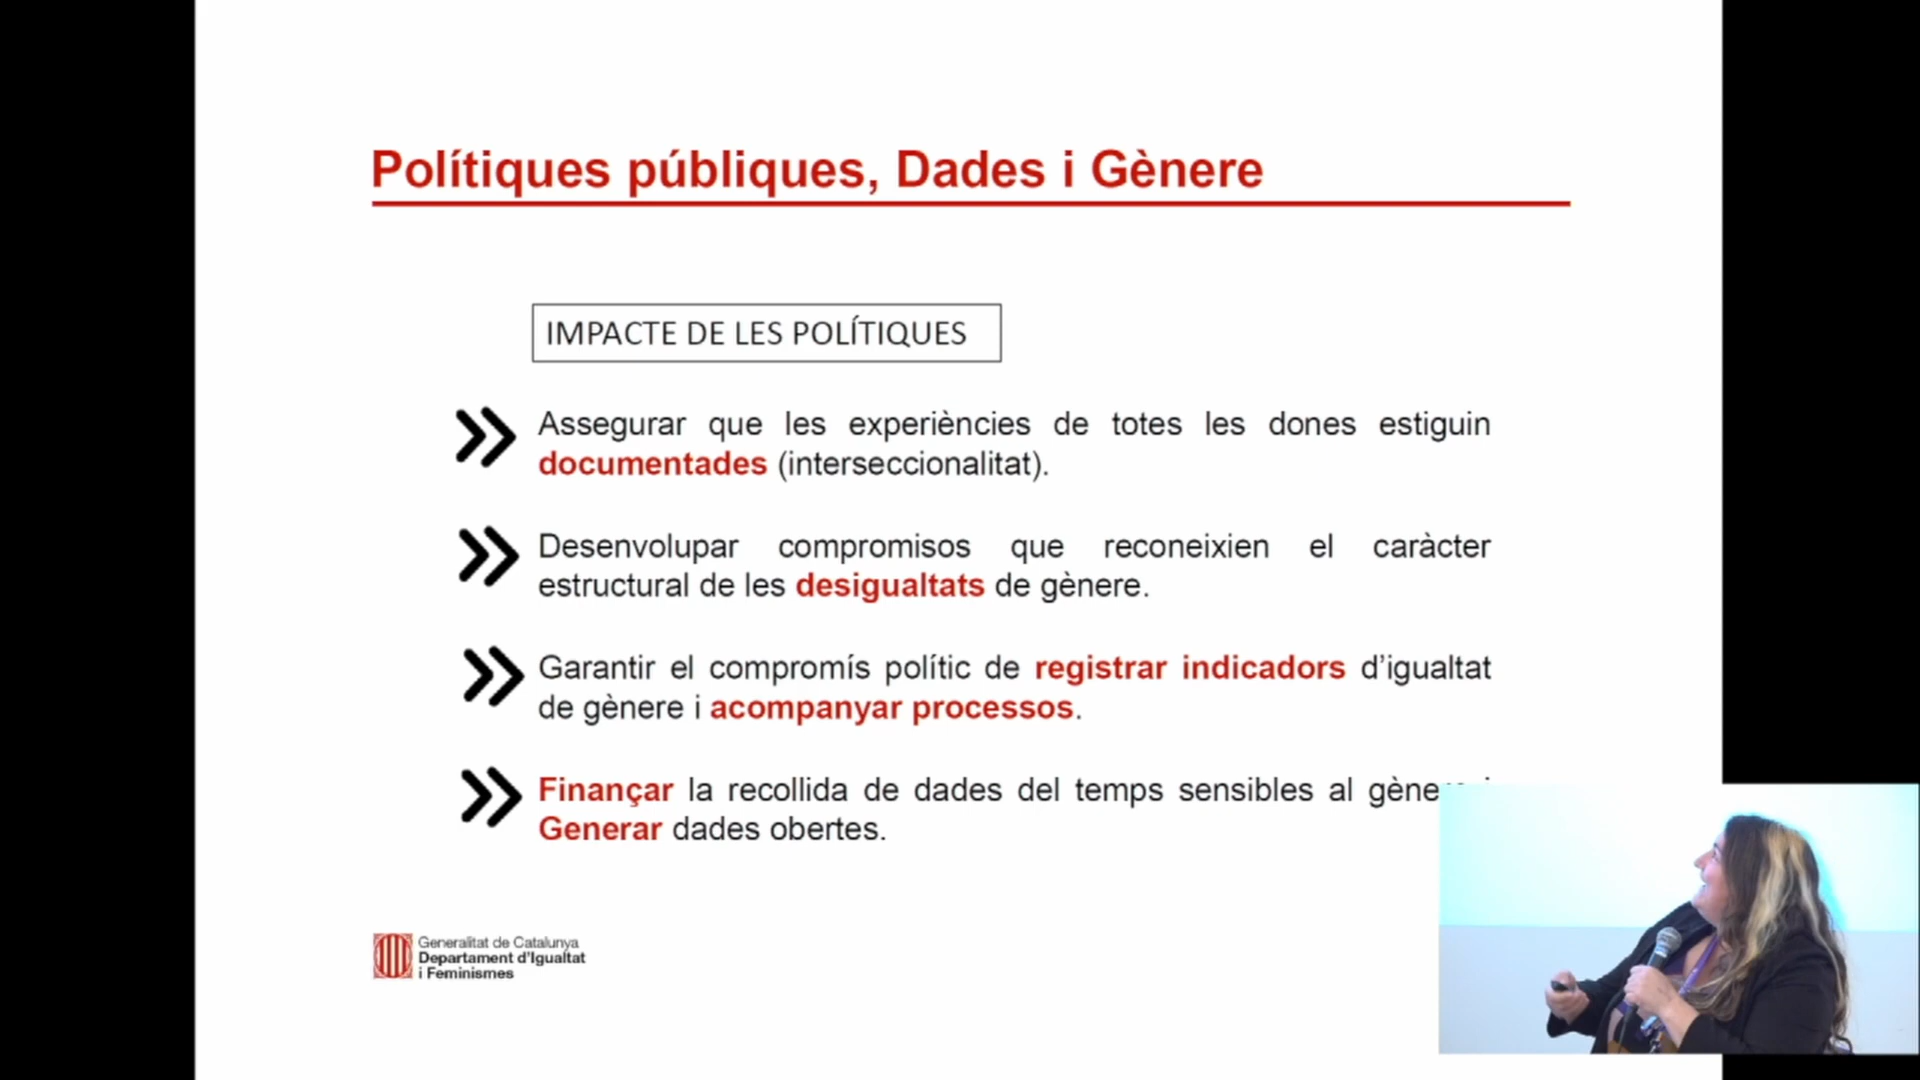 Polítiques públiques, Dades i Gènere
IMPACTE DE LES POLÍTIQUES
Assegurar que les experiències de totes les dones estiguin
documentades (interseccionalitat).
Desenvolupar compromisos que reconeixien el caràcter
estructural de les desigualtats de gènere.
Garantir el compromís polític de registrar indicadors d’igualtat
de gènere i acompanyar processos.
Finançar la recollida de dades del temps sensibles al
Generar dades obertes.
Generalitat de Catalunya
Departament d’Igualtat
i Feminismes